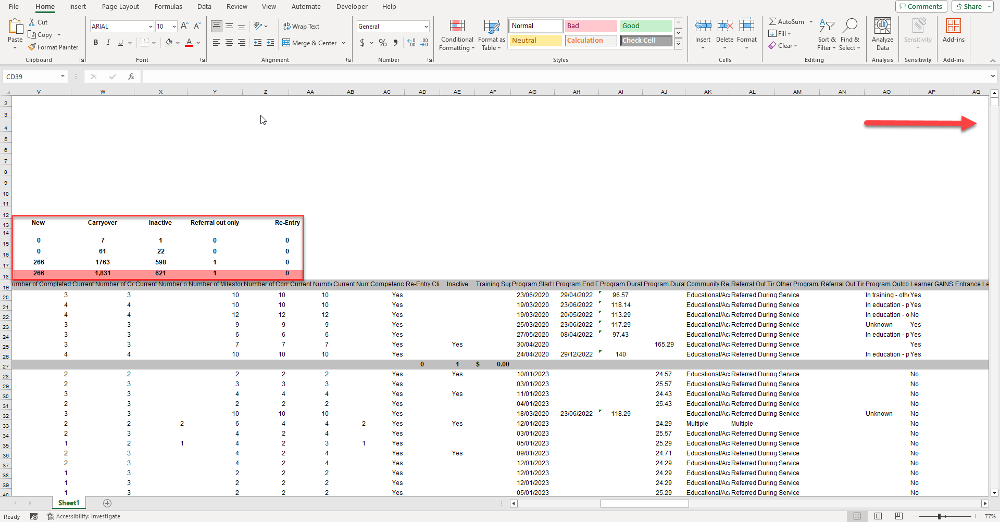 File Home Insert Page Layout Formulas Data Review View Automate Developer Help Comments Share
Paste Cut Copy Format Painter Clipboard
ARIAL 10 B I U Font
Wrap Text Merge & Center Alignment
General $ % Number
Conditional Formatting Format as Table Normal Bad Good Neutral Calculation Check Cell Styles
Insert Delete Format Cells
AutoSum Fill Clear Sort & Filter Find & Select Editing
Analyze Data Analysis Sensitivity Sensitivity Add-ins Add-ins
CD39 fx
V W X Y Z AA AB AC AD AE AF AG AH AI AJ AK AL AM AN AO AP AQ
2
3
4
5
6
7
8
9
10
11
12
13 New Carryover Inactive Referral out only Re-Entry
14
15 0 7 1 0 0
16 0 61 22 0 0
17 266 1763 598 1 0
18 266 1,831 621 1 0
19 umber of Completed Current Number of Co Current Number o Number of Milestor Number of Com Current Numbe Current Num Competenc Re-Entry Cli Inactive Training Sup Program Start I Program End D Program Durat Program Dura Community Re Referral Out Tir Other Program Referral Out Tir Program Outco Learner GAINS Entrance Le
20 3 3 10 10 10 Yes 23/06/2020 29/04/2022 96.57 Educational/Ac Referred During Service In training - oth Yes
21 4 4 10 10 10 Yes 19/03/2020 23/06/2022 118.14 Educational/Ac Referred During Service In education - p Yes
22 4 4 12 12 12 Yes 19/03/2020 20/05/2022 113.29 Educational/Ac Referred During Service In education - o No
23 3 3 9 9 9 Yes 25/03/2020 23/06/2022 117.29 Educational/Ac Referred During Service Unknown Yes
24 3 3 6 6 6 Yes 27/05/2020 08/04/2022 97.43 Educational/Ac Referred During Service In education - p Yes
25 3 3 7 7 7 Yes Yes 30/04/2020 165.29 Educational/Ac Referred During Service Yes
26 4 4 10 10 10 Yes 24/04/2020 29/12/2022 140 Educational/Ac Referred During Service In education - p Yes
27 0 1 $ 0.00
28 2 2 2 2 2 Yes Yes 10/01/2023 24.57 Educational/Ac Referred During Service No
29 2 3 3 3 3 Yes 03/01/2023 25.57 Educational/Ac Referred During Service No
30 3 3 4 4 4 Yes Yes 11/01/2023 24.43 Educational/Ac Referred During Service No
31 2 3 2 2 2 Yes 04/01/2023 25.43 Educational/Ac Referred During Service No
32 3 3 10 10 10 Yes 18/03/2020 23/06/2022 118.29 Educational/Ac Referred During Service Unknown No
33 2 2 2 6 4 4 2 Yes Yes 12/01/2023 24.29 Multiple Multiple No
34 2 3 4 2 4 Yes 03/01/2023 25.57 Educational/Ac Referred During Service No
35 1 2 1 4 2 3 1 Yes 05/01/2023 25.29 Educational/Ac Referred During Service No
36 2 3 4 2 4 Yes Yes 09/01/2023 24.71 Educational/Ac Referred During Service No
37 2 3 4 2 4 Yes 12/01/2023 24.29 Educational/Ac Referred During Service No
38 1 3 2 2 2 Yes 12/01/2023 24.29 Educational/Ac Referred During Service No
39 1 3 2 2 2 Yes 12/01/2023 24.29 Educational/Ac Referred During Service No
40 1 3 2 2 2 Yes 05/01/2023 25.29 Educational/Ac Referred During Service No
Sheet1
Ready Accessibility: Investigate 77%